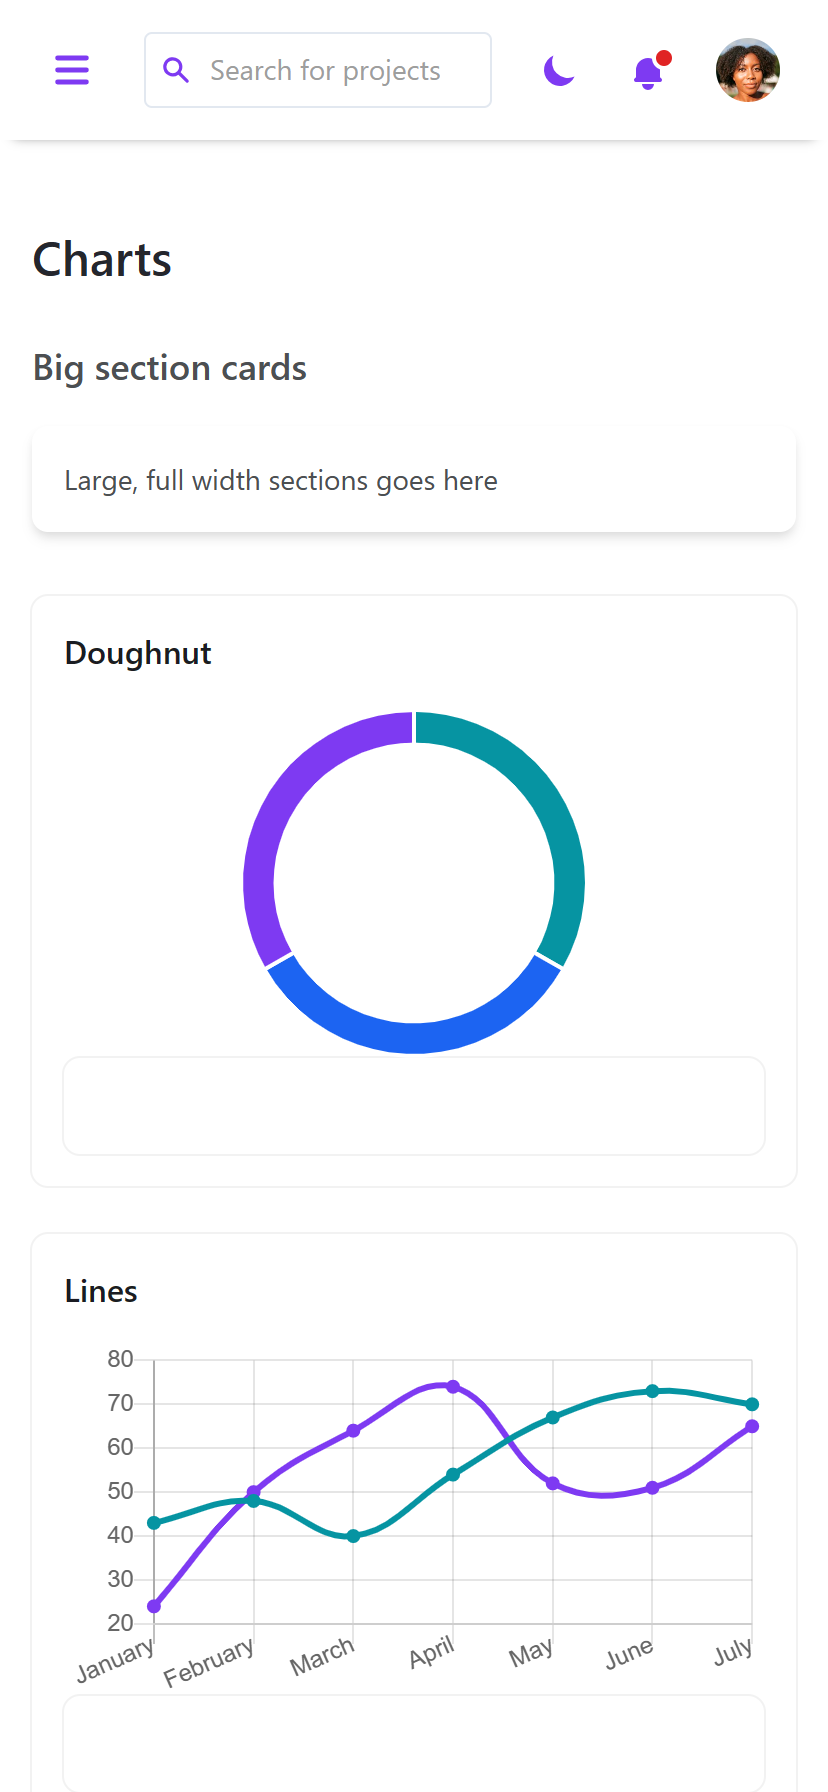 Search for projects
Charts
Big section cards
Large, full width sections goes here
Doughnut
Lines
80
70
60
50
40
30
20
January February March April May June July